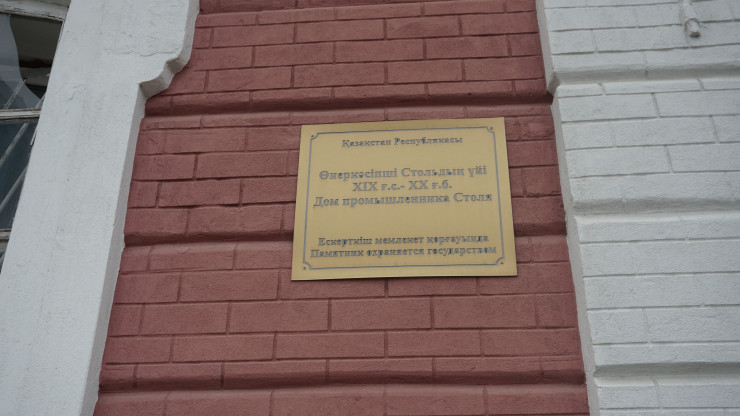 Қазақстан Республикасы
Өнеркәсіпші Стольдың үйі
XIX ғ.с.- XX ғ.б.
Дом промышленника Столя
Ескерткіш мемлекет қорғауында
Памятник охраняется государством